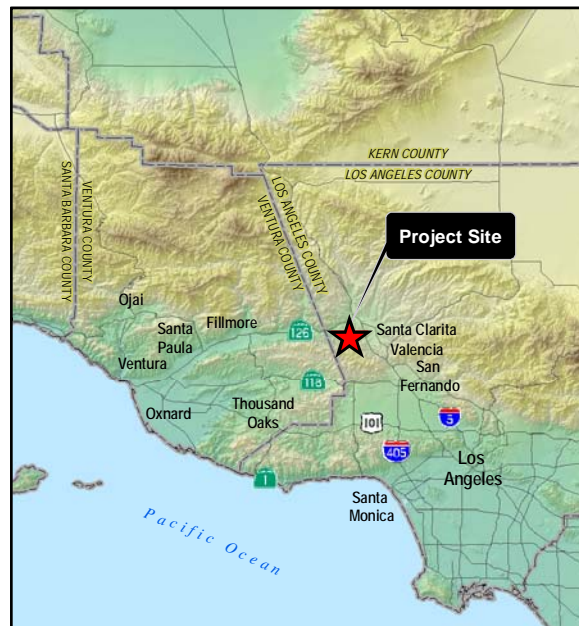 KERN COUNTY
LOS ANGELES COUNTY
SANTA BARBARA COUNTY
VENTURA COUNTY
LOS ANGELES COUNTY
VENTURA COUNTY
Project Site
Ojai
Santa
Paula
Fillmore
126
Santa Clarita
Valencia
San
Fernando
Ventura
118
Oxnard
Thousand
Oaks
101
5
405
Los
Angeles
1
Santa
Monica
Pacific Ocean